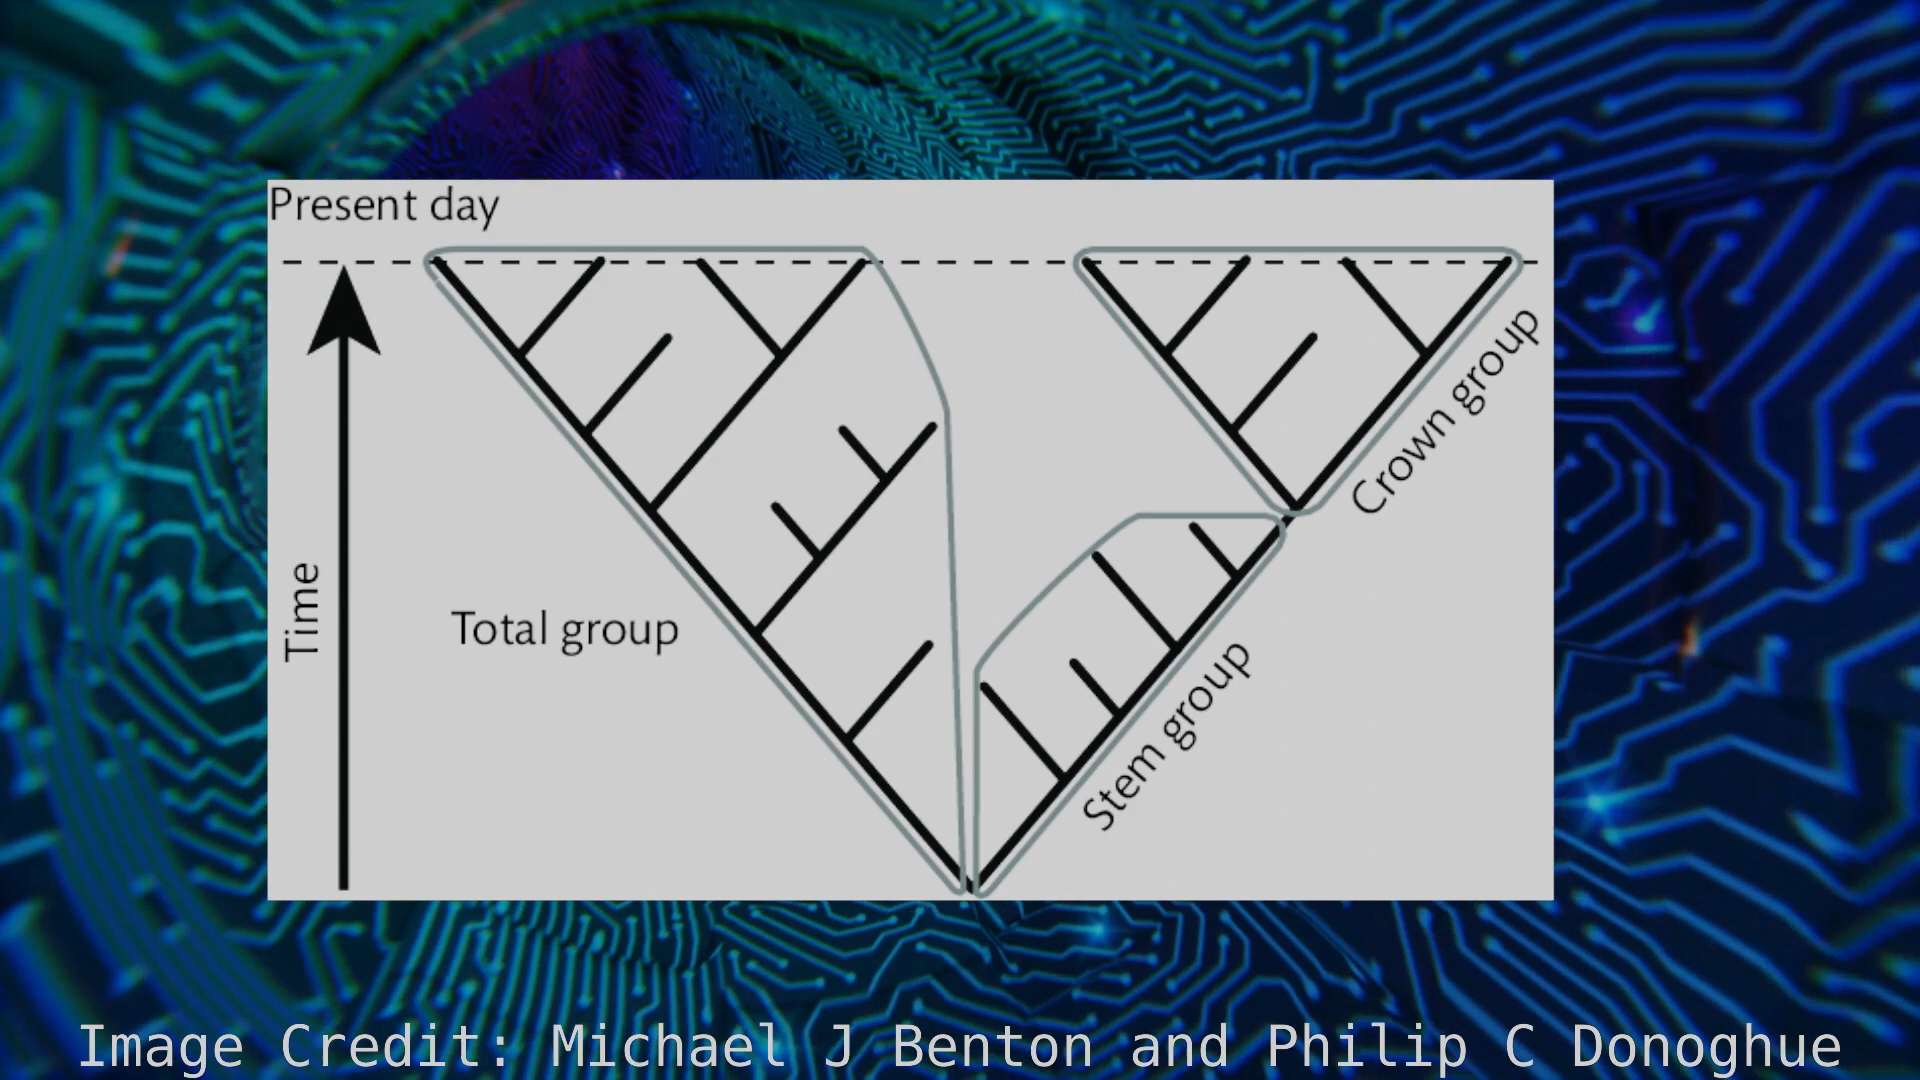 Present day
Time
Total group
Crown group
Stem group
Image Credit: Michael J Benton and Philip C Donoghue